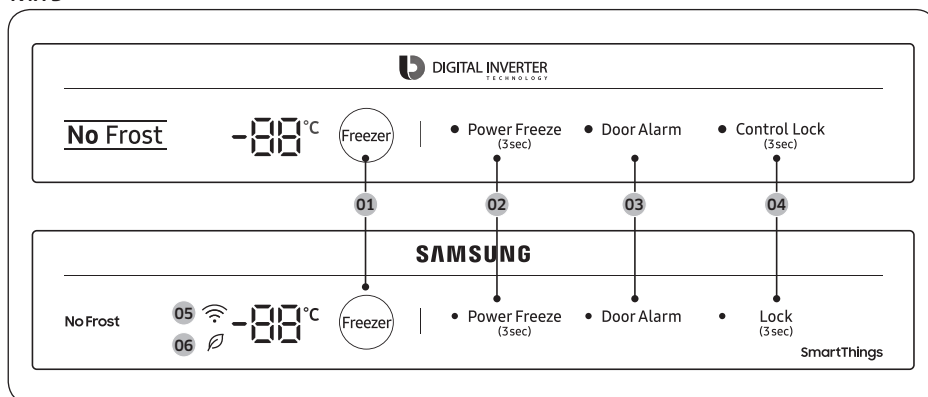 DIGITAL INVERTER
TECHNOLOGY
No Frost -88°C Freezer Power Freeze Door Alarm Control Lock
(3sec) (3sec)
01 02 03 04
SAMSUNG
No Frost 05 -88°C Freezer Power Freeze Door Alarm Lock
06 (3sec) (3sec)
SmartThings